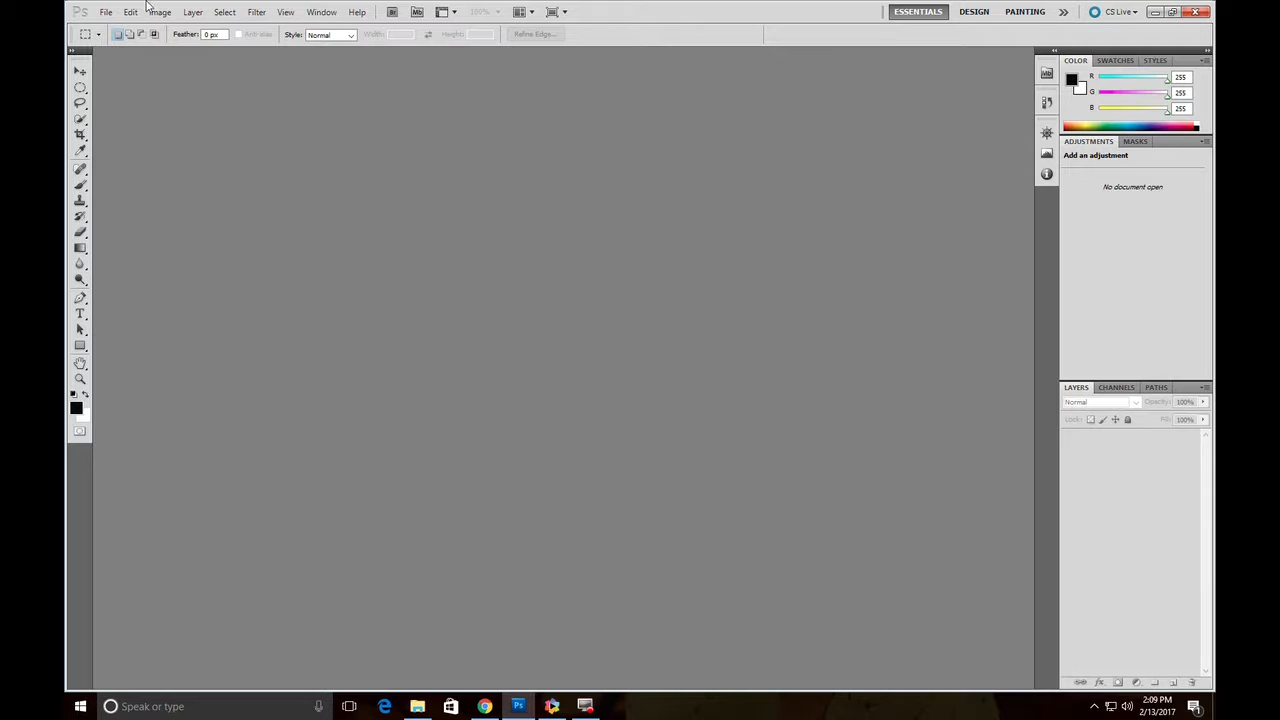 Ps File Edit Image Layer Select Filter View Window Help Br Mb 100% ESSENTIALS DESIGN PAINTING CS Live
Feather: 0 px Anti-alias Style: Normal Width: Height: Refine Edge...
COLOR SWATCHES STYLES
R 255
G 255
B 255
ADJUSTMENTS MASKS
Add an adjustment
No document open
LAYERS CHANNELS PATHS
Normal Opacity: 100%
Lock: Fill: 100%
Speak or type
2:09 PM
2/13/2017